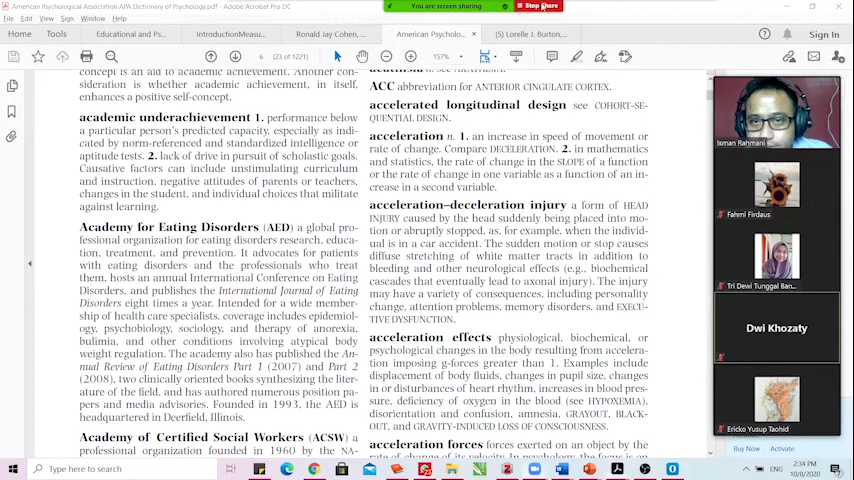 American Psychological Association APA Dictionary of Psychology.pdf - Adobe Acrobat Pro DC
You are screen sharing
Stop Share
File Edit View Sign Window Help
Home Tools Educational and Ps... IntroductionMeasu... Ronald Jay Cohen, ... American Psycholo... × (5) Lorelle J. Burton,... Sign In
6 (23 of 1221) 157%
concept is an aid to academic achievement. Another con-
sideration is whether academic achievement, in itself,
enhances a positive self-concept.
academic underachievement 1. performance below
a particular person's predicted capacity, especially as indi-
cated by norm-referenced and standardized intelligence or
aptitude tests. 2. lack of drive in pursuit of scholastic goals.
Causative factors can include unstimulating curriculum
and instruction, negative attitudes of parents or teachers,
changes in the student, and individual choices that militate
against learning.
Academy for Eating Disorders (AED) a global pro-
fessional organization for eating disorders research, educa-
tion, treatment, and prevention. It advocates for patients
with eating disorders and the professionals who treat
them, hosts an annual International Conference on Eating
Disorders, and publishes the International Journal of Eating
Disorders eight times a year. Intended for a wide member-
ship of health care specialists, coverage includes epidemiol-
ogy, psychobiology, sociology, and therapy of anorexia,
bulimia, and other conditions involving atypical body
weight regulation. The academy also has published the An-
nual Review of Eating Disorders Part 1 (2007) and Part 2
(2008), two clinically oriented books synthesizing the liter-
ature of the field, and has authored numerous position pa-
pers and media advisories. Founded in 1993, the AED is
headquartered in Deerfield, Illinois.
Academy of Certified Social Workers (ACSW) a
professional organization founded in 1960 by the NA-
ACC abbreviation for ANTERIOR CINGULATE CORTEX.
accelerated longitudinal design see COHORT-SE-
QUENTIAL DESIGN.
acceleration n. 1. an increase in speed of movement or
rate of change. Compare DECELERATION. 2. in mathematics
and statistics, the rate of change in the SLOPE of a function
or the rate of change in one variable as a function of an in-
crease in a second variable.
acceleration–deceleration injury a form of HEAD
INJURY caused by the head suddenly being placed into mo-
tion or abruptly stopped, as, for example, when the individ-
ual is in a car accident. The sudden motion or stop causes
diffuse stretching of white matter tracts in addition to
bleeding and other neurological effects (e.g., biochemical
cascades that eventually lead to axonal injury). The injury
may have a variety of consequences, including personality
change, attention problems, memory disorders, and EXECU-
TIVE DYSFUNCTION.
acceleration effects physiological, biochemical, or
psychological changes in the body resulting from accelera-
tion imposing g-forces greater than 1. Examples include
displacement of body fluids, changes in pupil size, changes
in or disturbances of heart rhythm, increases in blood pres-
sure, deficiency of oxygen in the blood (see HYPOXEMIA),
disorientation and confusion, amnesia, GRAYOUT, BLACK-
OUT, and GRAVITY-INDUCED LOSS OF CONSCIOUSNESS.
acceleration forces forces exerted on an object by the
rate of change of its velocity. In psychology, the focus is on
Isman Rahmani
Fahmi Firdaus
Tri Dewi Tunggal Ban...
Dwi Khozaty
Ericko Yusup Taohid
Buy Now Activate
Type here to search
ENG
2:34 PM
10/8/2020